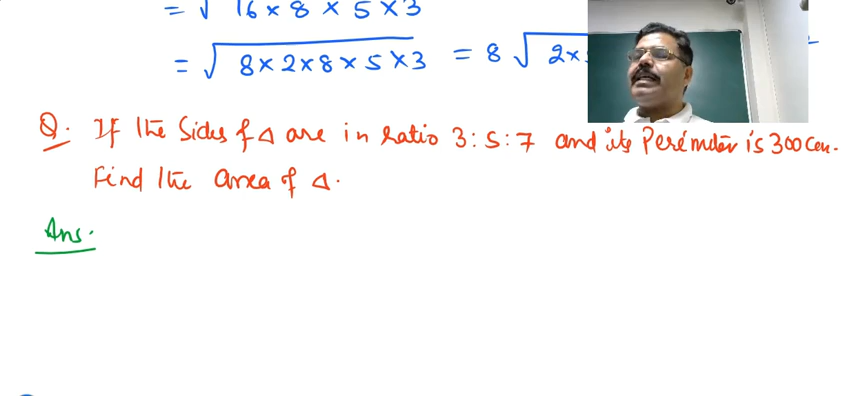 = √ 16 × 8 × 5 × 3
= √ 8 × 2 × 8 × 5 × 3 = 8 √ 2 ×
Q. If the Sides of Δ are in ratio 3 : 5 : 7 and its Perimeter is 300 cm.
Find the area of Δ.
Ans.